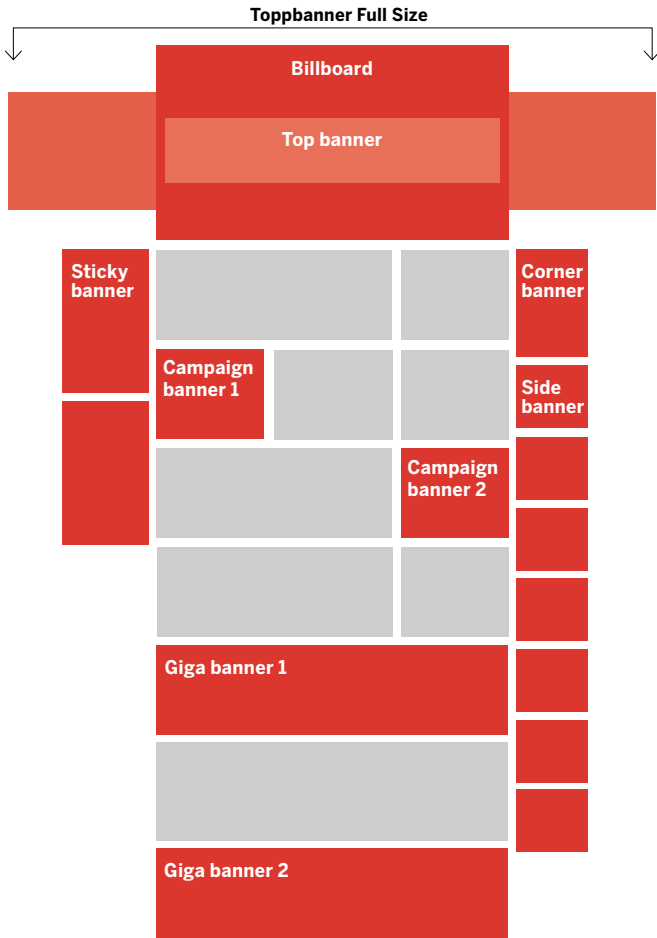 Toppbanner Full Size
Billboard
Top banner
Sticky
banner
Corner
banner
Campaign
banner 1
Side
banner
Campaign
banner 2
Giga banner 1
Giga banner 2